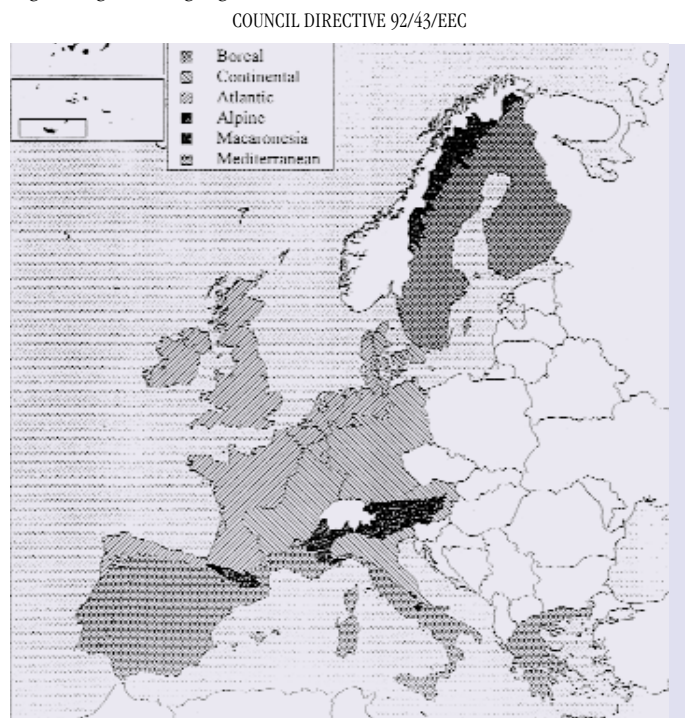 COUNCIL DIRECTIVE 92/43/EEC
Boreal
Continental
Atlantic
Alpine
Macaronesia
Mediterranean